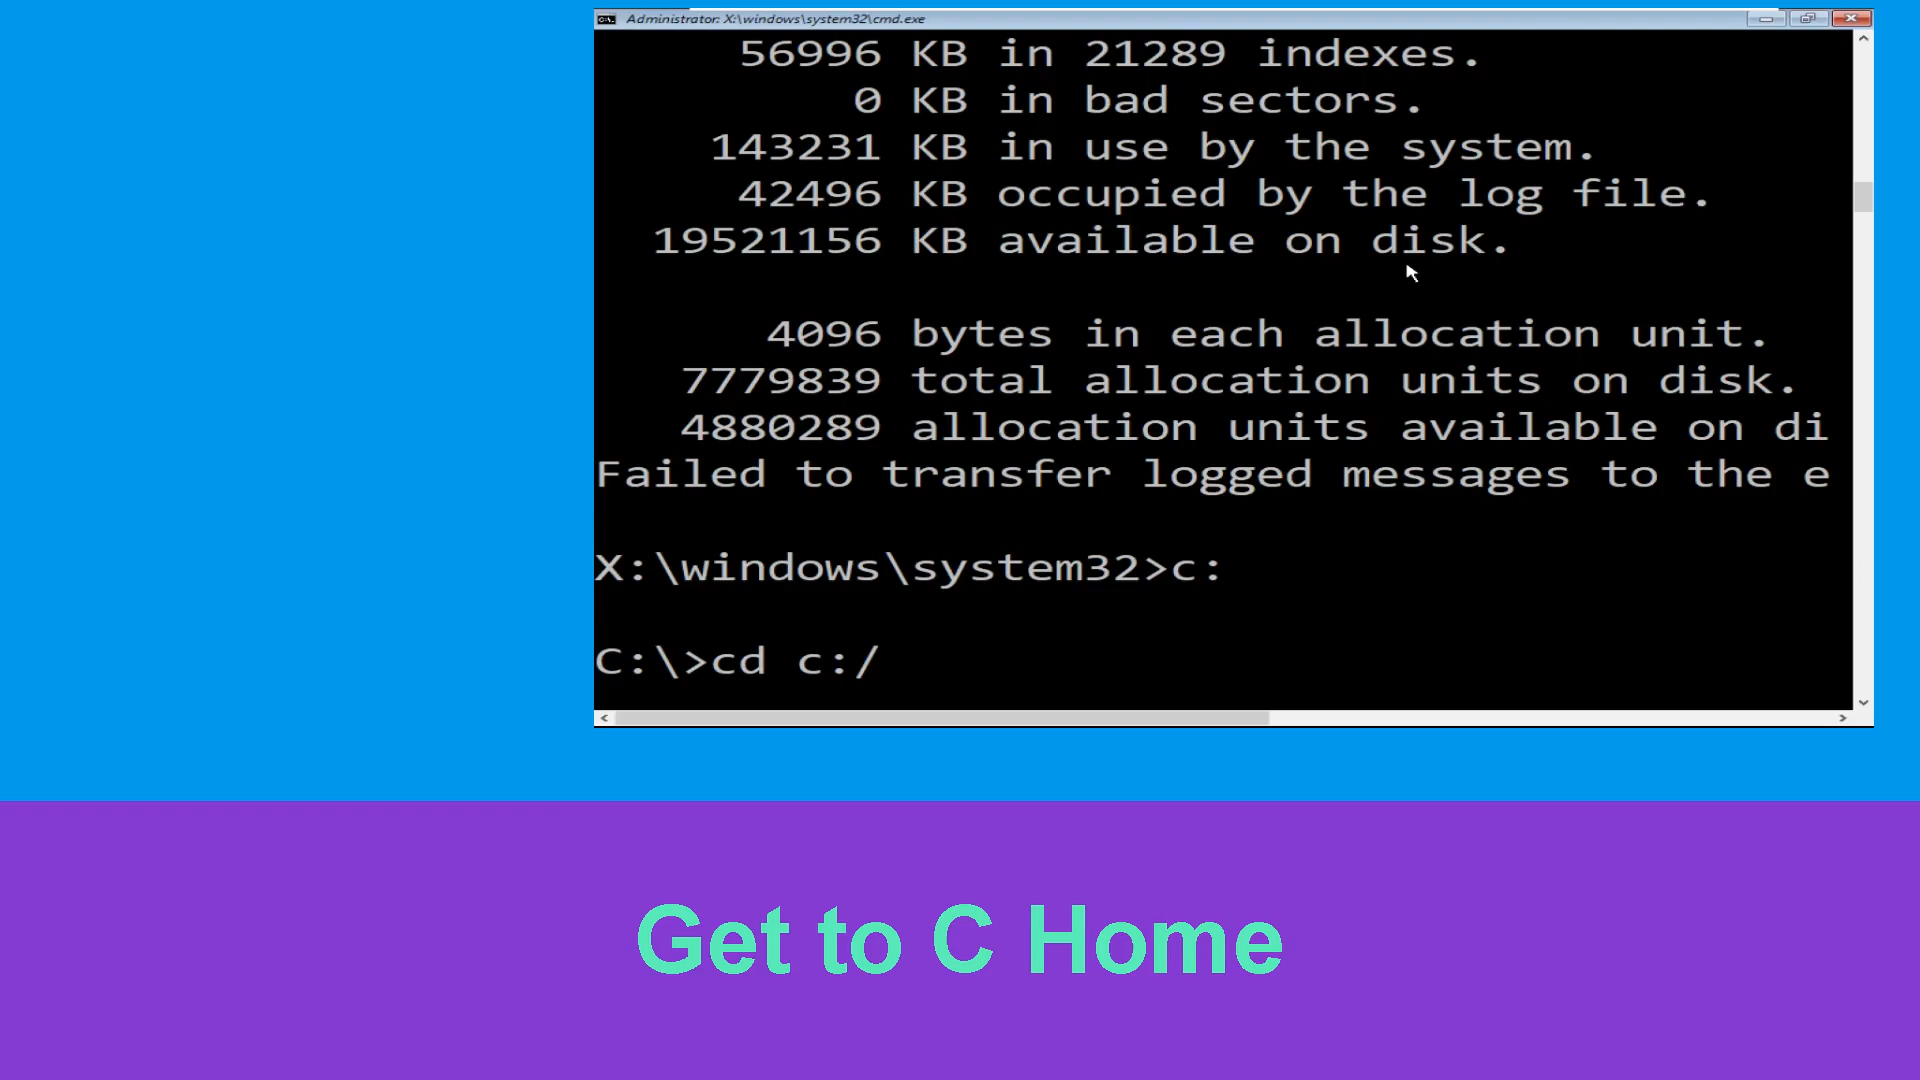 Administrator: X:\windows\system32\cmd.exe
56996 KB in 21289 indexes.
0 KB in bad sectors.
143231 KB in use by the system.
42496 KB occupied by the log file.
19521156 KB available on disk.
4096 bytes in each allocation unit.
7779839 total allocation units on disk.
4880289 allocation units available on di
Failed to transfer logged messages to the e
X:\windows\system32>c:
C:\>cd c:/
Get to C Home